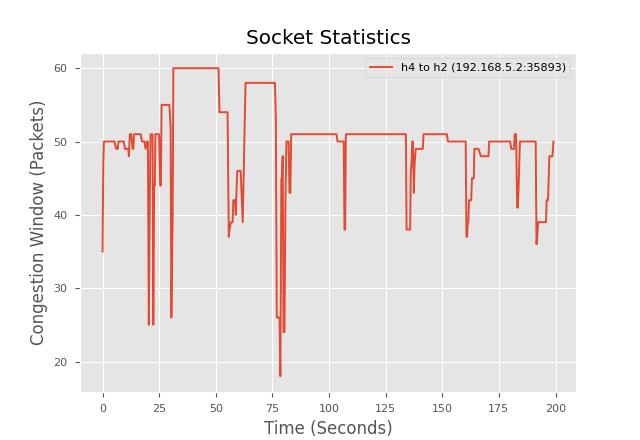 Socket Statistics
h4 to h2 (192.168.5.2:35893)
Congestion Window (Packets)
60
50
40
30
20
0 25 50 75 100 125 150 175 200
Time (Seconds)